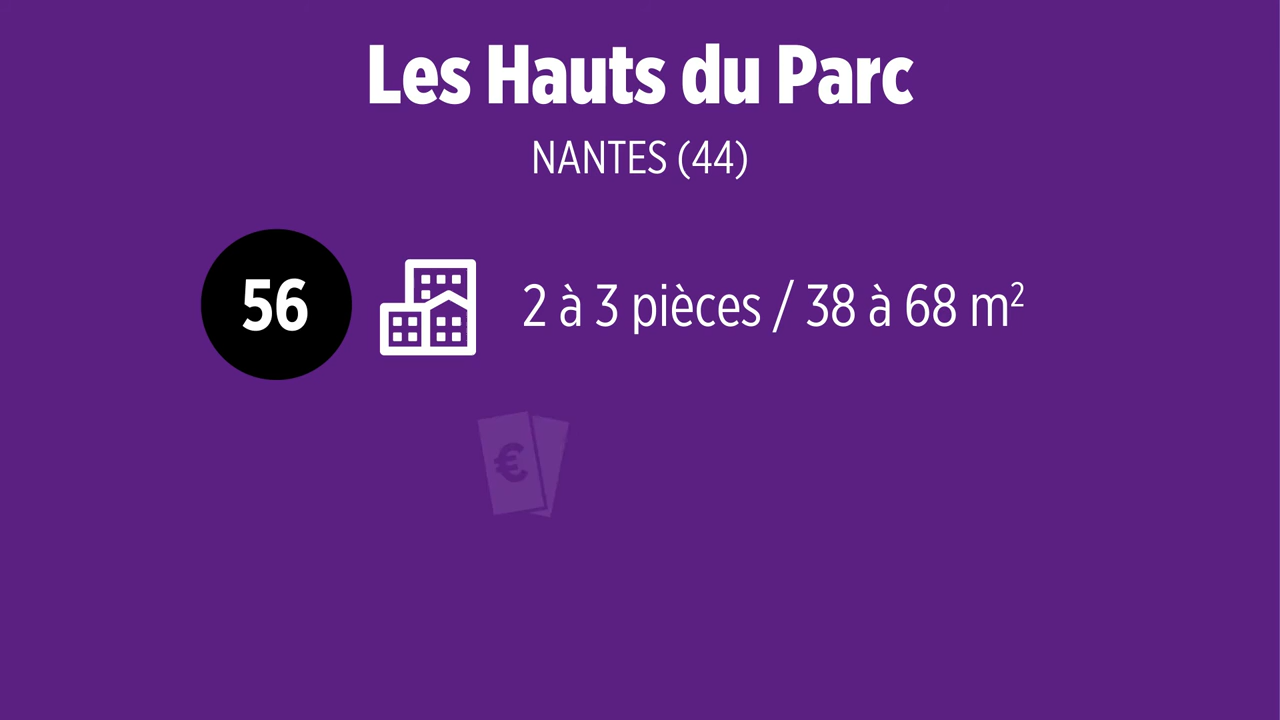 Les Hauts du Parc
NANTES (44)
56 2 à 3 pièces / 38 à 68 m²
€